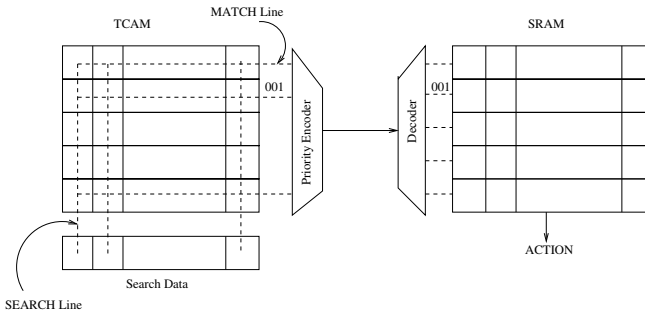 MATCH Line
TCAM
SRAM
001
001
Priority Encoder
Decoder
ACTION
Search Data
SEARCH Line